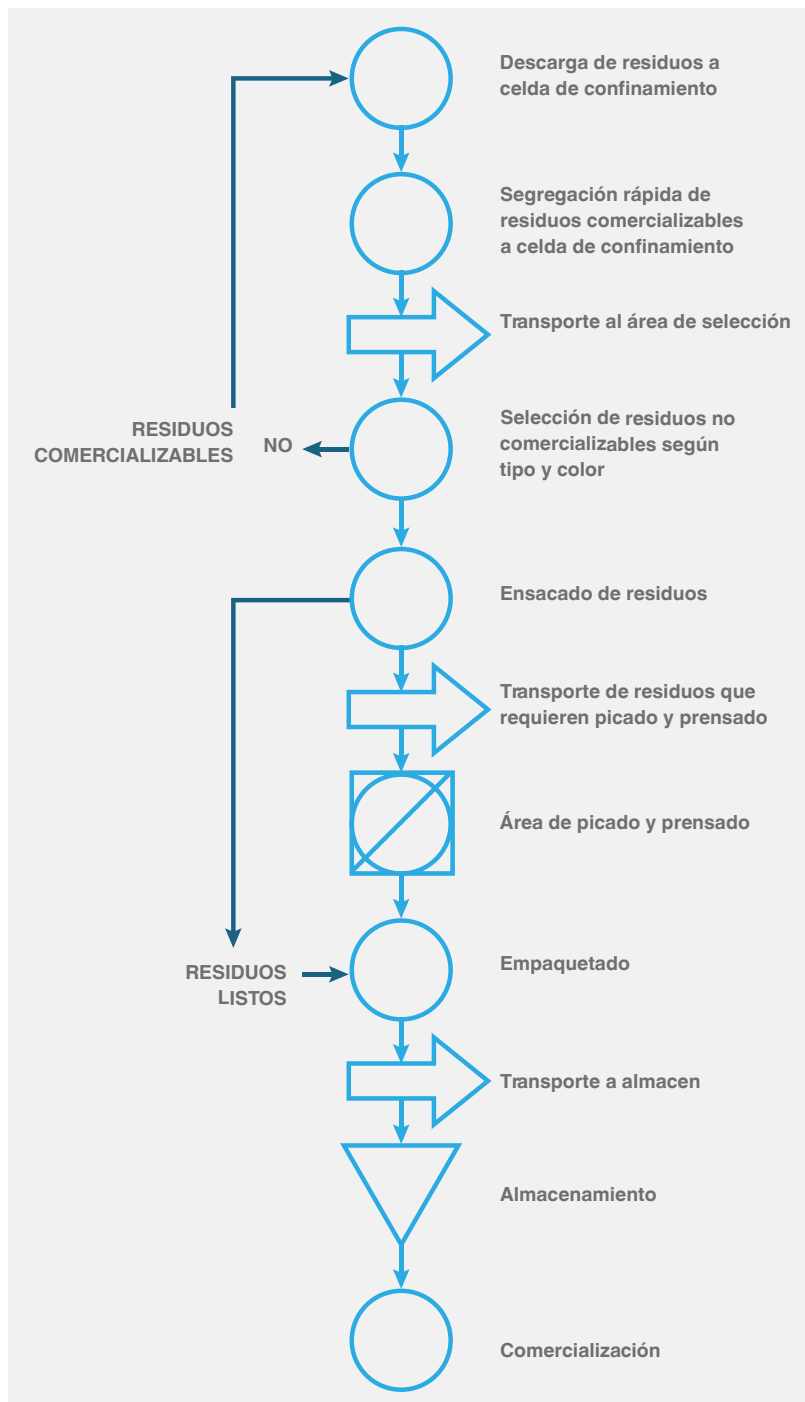 Descarga de residuos a
celda de confinamiento
Segregación rápida de
residuos comercializables
a celda de confinamiento
Transporte al área de selección
RESIDUOS
COMERCIALIZABLES
NO
Selección de residuos no
comercializables según
tipo y color
Ensacado de residuos
Transporte de residuos que
requieren picado y prensado
Área de picado y prensado
RESIDUOS
LISTOS
Empaquetado
Transporte a almacen
Almacenamiento
Comercialización